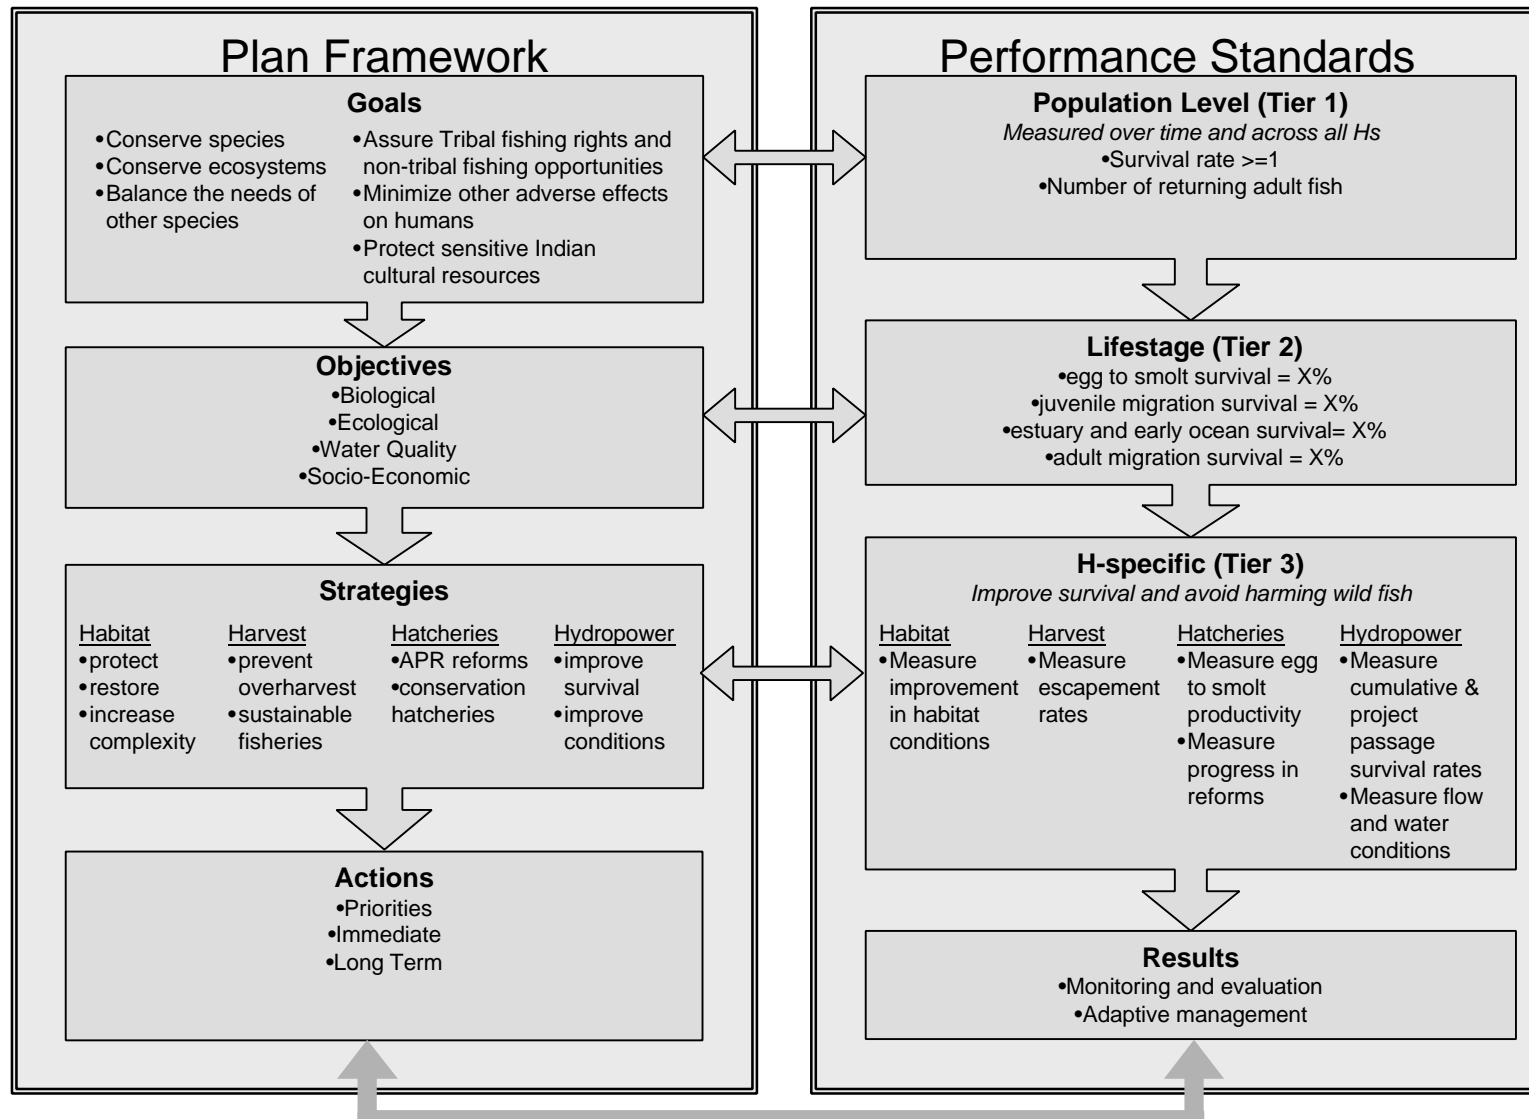 Plan Framework
Goals
•Conserve species
•Conserve ecosystems
•Balance the needs of
other species
•Assure Tribal fishing rights and
non-tribal fishing opportunities
•Minimize other adverse effects
on humans
•Protect sensitive Indian
cultural resources
Objectives
•Biological
•Ecological
•Water Quality
•Socio-Economic
Strategies
Habitat
•protect
•restore
•increase
complexity
Harvest
•prevent
overharvest
•sustainable
fisheries
Hatcheries
•APR reforms
•conservation
hatcheries
Hydropower
•improve
survival
•improve
conditions
Actions
•Priorities
•Immediate
•Long Term
Performance Standards
Population Level (Tier 1)
Measured over time and across all Hs
•Survival rate >=1
•Number of returning adult fish
Lifestage (Tier 2)
•egg to smolt survival = X%
•juvenile migration survival = X%
•estuary and early ocean survival= X%
•adult migration survival = X%
H-specific (Tier 3)
Improve survival and avoid harming wild fish
Habitat
•Measure
improvement
in habitat
conditions
Harvest
•Measure
escapement
rates
Hatcheries
•Measure egg
to smolt
productivity
•Measure
progress in
reforms
Hydropower
•Measure
cumulative &
project
passage
survival rates
•Measure flow
and water
conditions
Results
•Monitoring and evaluation
•Adaptive management